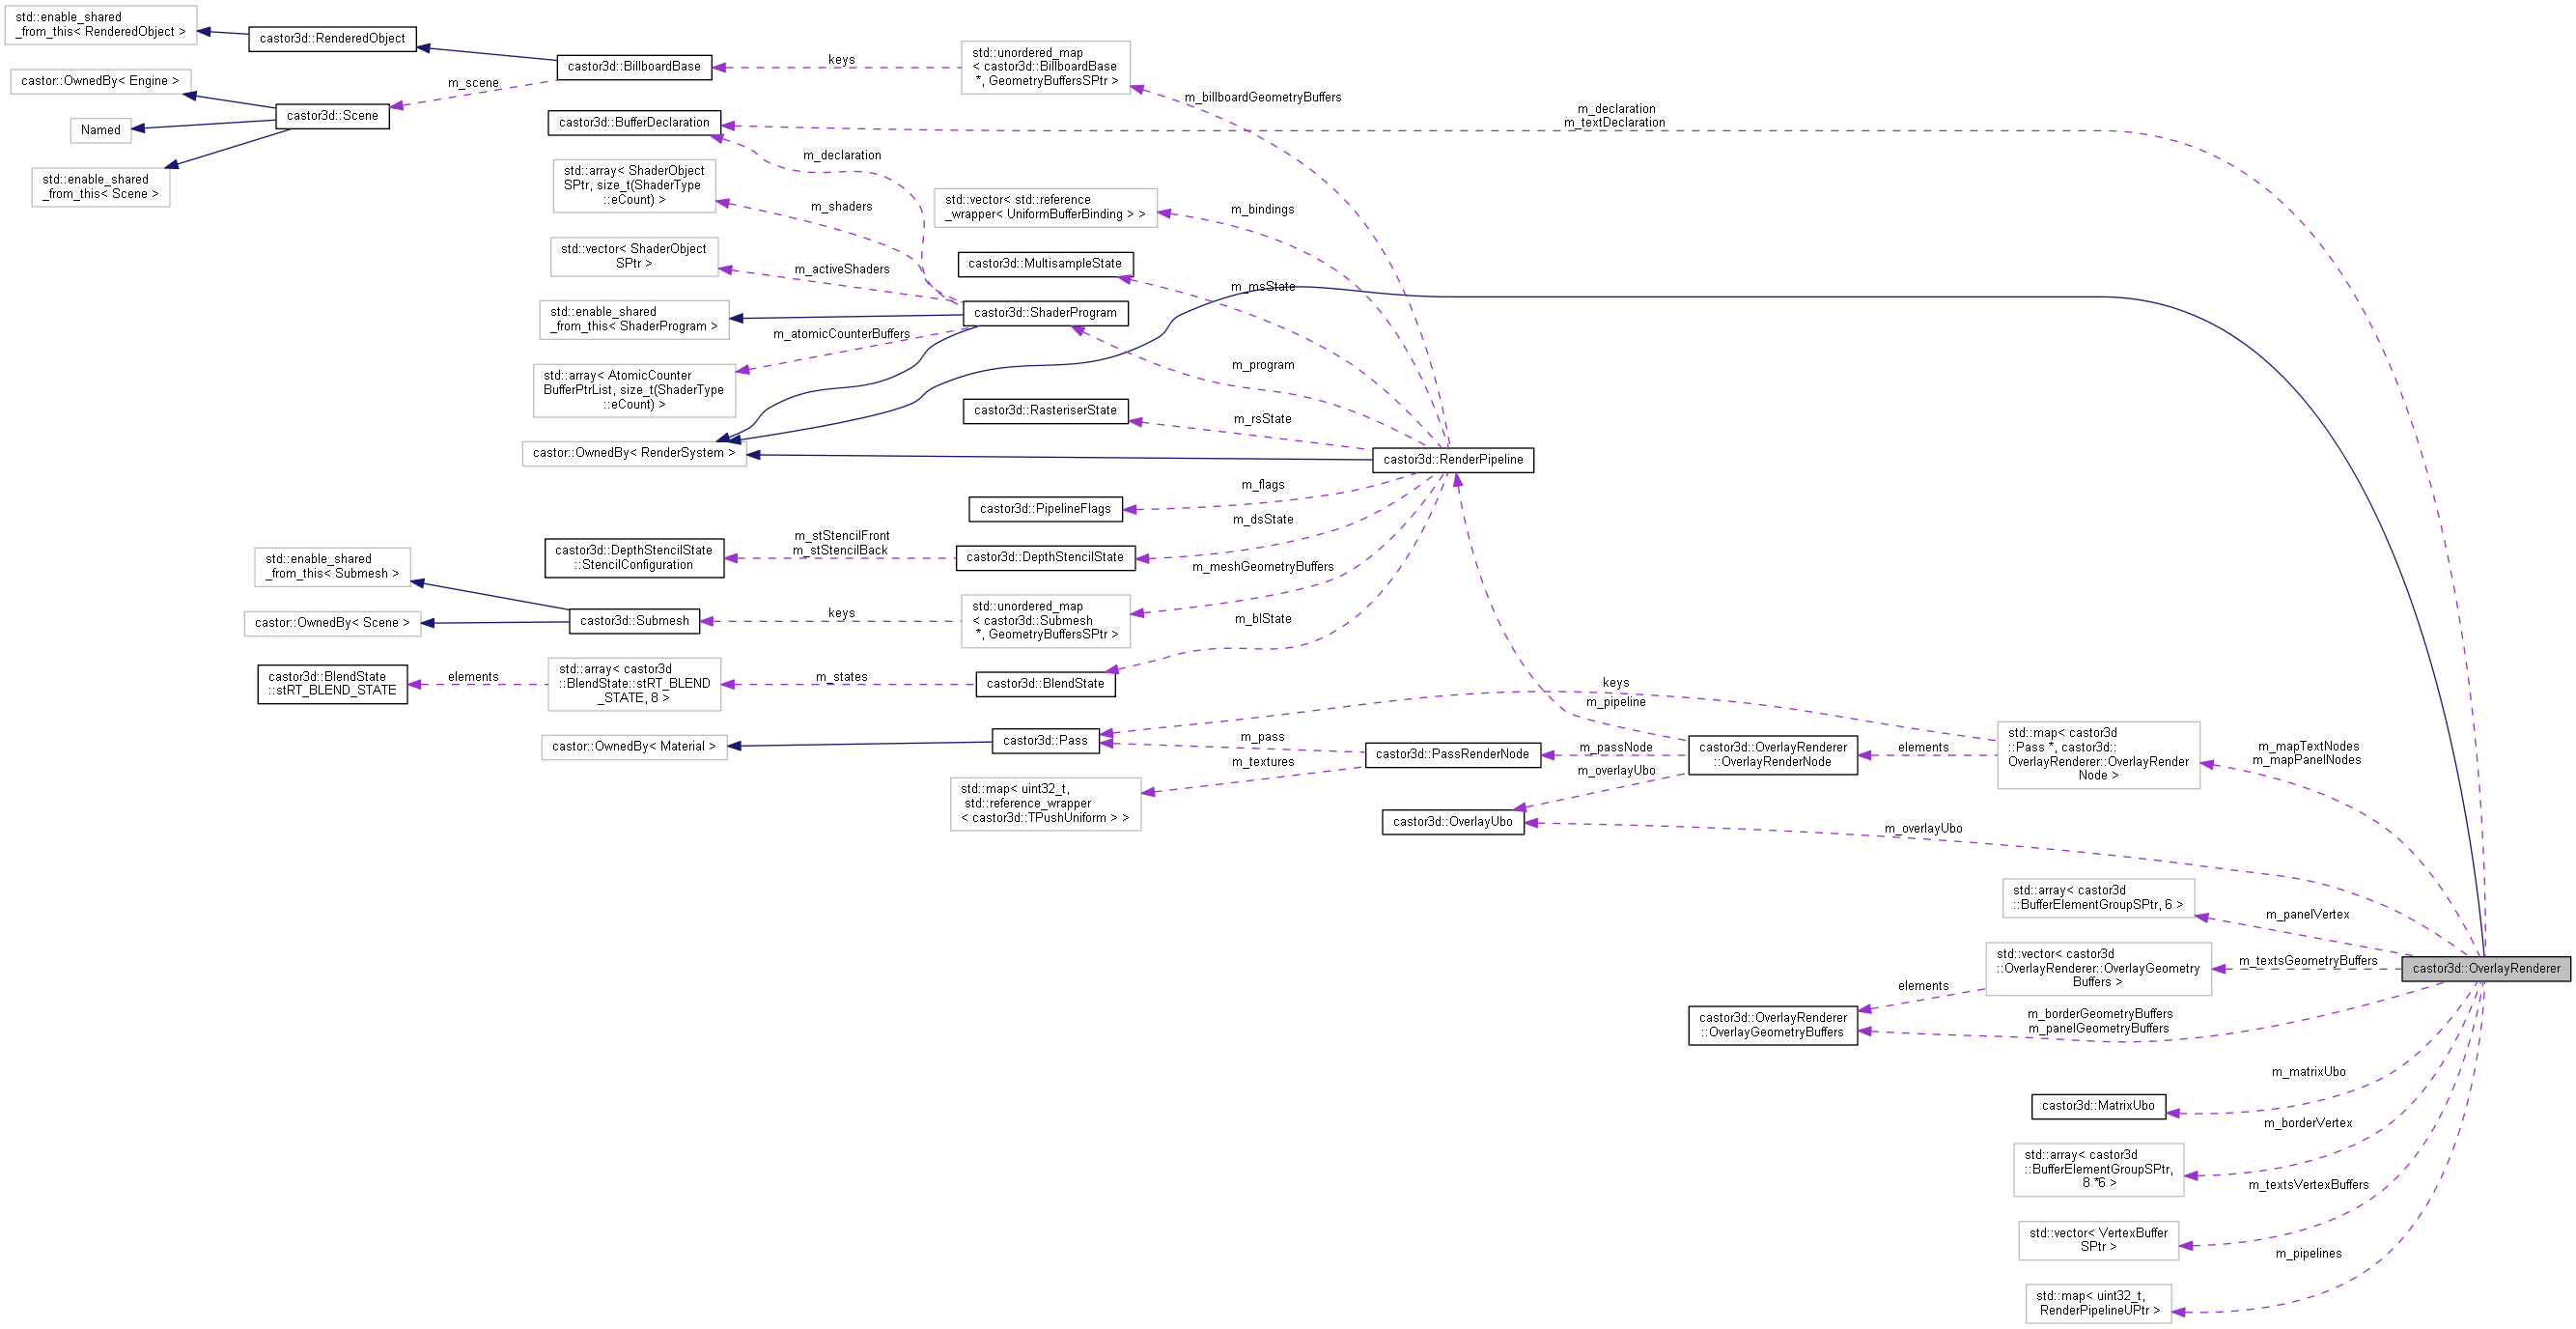 std::enable_shared
_from_this< RenderedObject >
castor3d::RenderedObject
castor::OwnedBy< Engine >
castor3d::Scene
Named
std::enable_shared
_from_this< Scene >
m_scene
castor3d::BillboardBase
keys
std::unordered_map
< castor3d::BillboardBase
*, GeometryBuffersSPtr >
m_billboardGeometryBuffers
m_declaration
m_textDeclaration
castor3d::BufferDeclaration
m_declaration
std::array< ShaderObject
SPtr, size_t(ShaderType
::eCount) >
m_shaders
std::vector< std::reference
_wrapper< UniformBufferBinding > >
m_bindings
std::vector< ShaderObject
SPtr >
m_activeShaders
castor3d::MultisampleState
m_msState
std::enable_shared
_from_this< ShaderProgram >
castor3d::ShaderProgram
m_atomicCounterBuffers
m_program
std::array< AtomicCounter
BufferPtrList, size_t(ShaderType
::eCount) >
castor3d::RasteriserState
m_rsState
castor::OwnedBy< RenderSystem >
castor3d::RenderPipeline
m_flags
castor3d::PipelineFlags
m_dsState
m_stStencilFront
m_stStencilBack
castor3d::DepthStencilState
::StencilConfiguration
castor3d::DepthStencilState
std::enable_shared
_from_this< Submesh >
m_meshGeometryBuffers
castor::OwnedBy< Scene >
castor3d::Submesh
keys
std::unordered_map
< castor3d::Submesh
*, GeometryBuffersSPtr >
m_blState
castor3d::BlendState
::stRT_BLEND_STATE
elements
std::array< castor3d
::BlendState::stRT_BLEND
_STATE, 8 >
m_states
castor3d::BlendState
keys
m_pipeline
castor::OwnedBy< Material >
castor3d::Pass
m_pass
m_textures
castor3d::PassRenderNode
m_passNode
m_overlayUbo
castor3d::OverlayRenderer
::OverlayRenderNode
elements
std::map< castor3d
::Pass *, castor3d::
OverlayRenderer::OverlayRender
Node >
m_mapTextNodes
m_mapPanelNodes
std::map< uint32_t,
std::reference_wrapper
< castor3d::TPushUniform > >
castor3d::OverlayUbo
m_overlayUbo
std::array< castor3d
::BufferElementGroupSPtr, 6 >
m_panelVertex
std::vector< castor3d
::OverlayRenderer::OverlayGeometry
Buffers >
m_textsGeometryBuffers
castor3d::OverlayRenderer
elements
castor3d::OverlayRenderer
::OverlayGeometryBuffers
m_borderGeometryBuffers
m_panelGeometryBuffers
m_matrixUbo
castor3d::MatrixUbo
m_borderVertex
std::array< castor3d
::BufferElementGroupSPtr,
8 *6 >
m_textsVertexBuffers
std::vector< VertexBuffer
SPtr >
m_pipelines
std::map< uint32_t,
RenderPipelineUPtr >